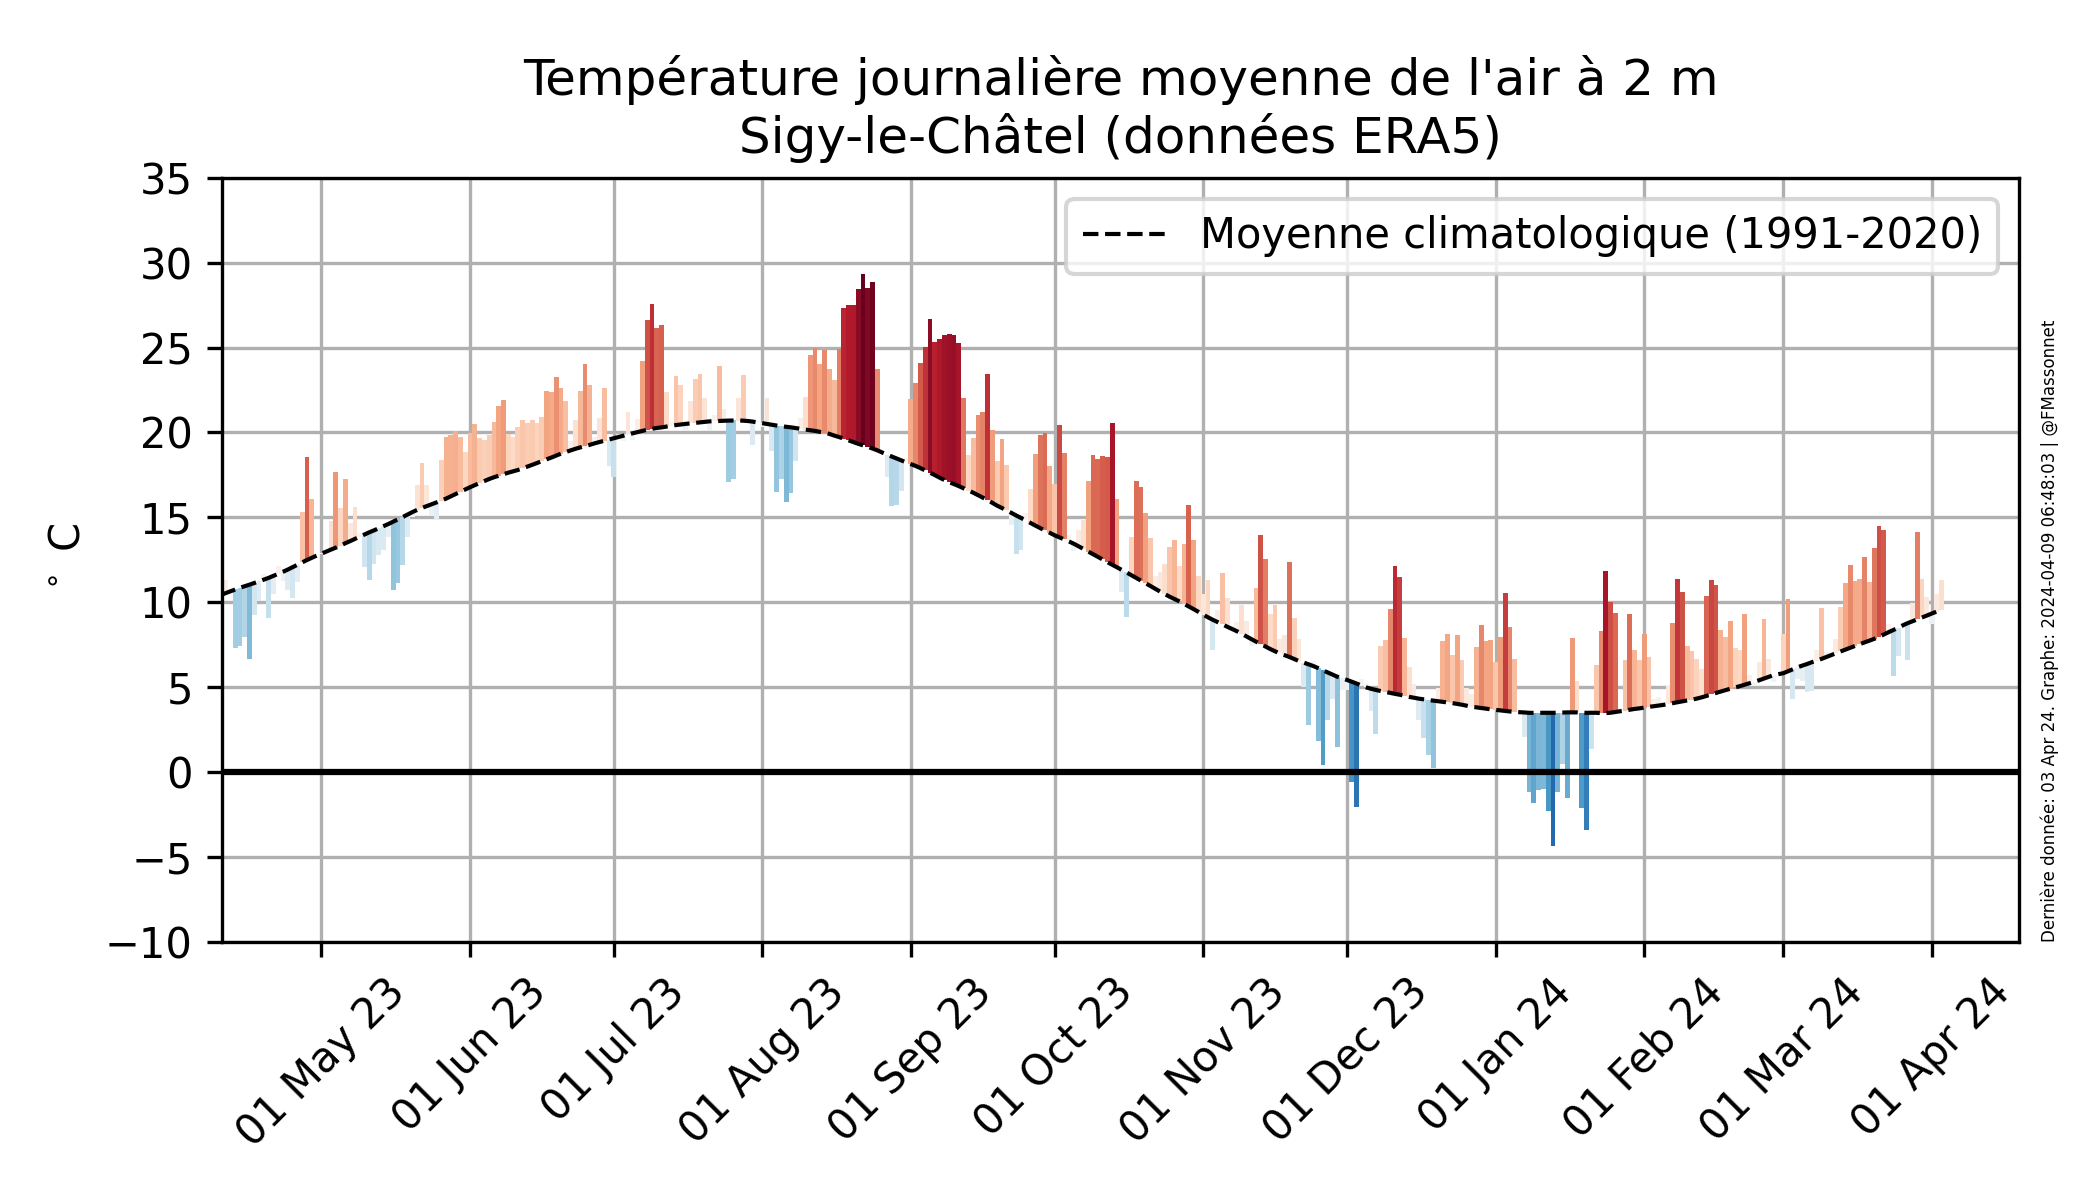 Température journalière moyenne de l'air à 2 m
Sigy-le-Châtel (données ERA5)
35
30
25
20
15
10
5
0
−5
−10
° C
Moyenne climatologique (1991-2020)
01 May 23
01 Jun 23
01 Jul 23
01 Aug 23
01 Sep 23
01 Oct 23
01 Nov 23
01 Dec 23
01 Jan 24
01 Feb 24
01 Mar 24
01 Apr 24
Dernière donnée: 03 Apr 24. Graphe: 2024-04-09 06:48:03 | @FMassonnet